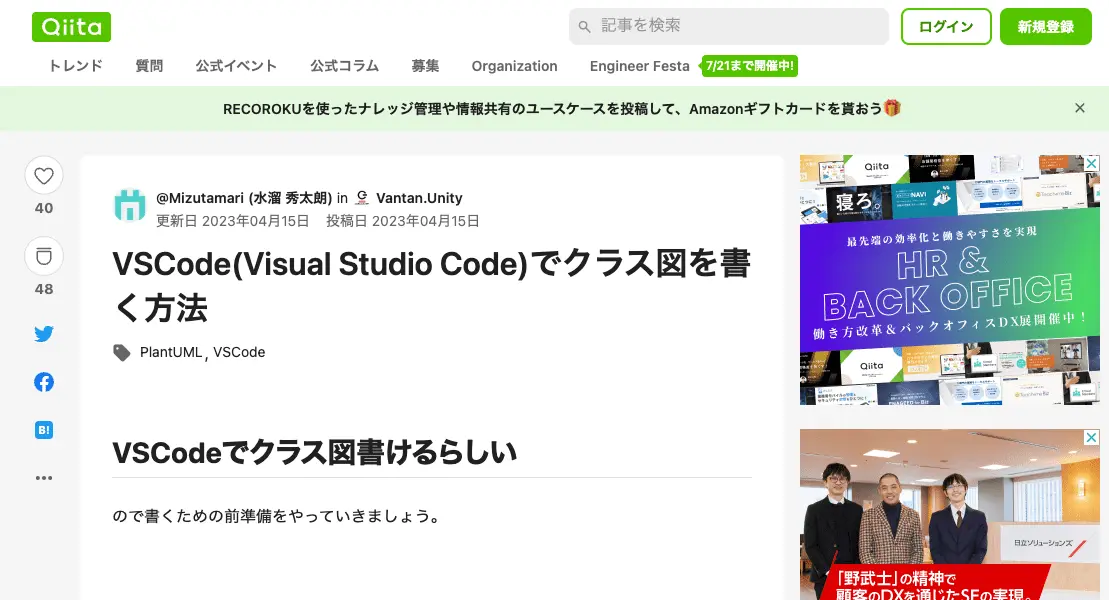 Qiita
記事を検索
ログイン
新規登録
トレンド
質問
公式イベント
公式コラム
募集
Organization
Engineer Festa
7/21まで開催中!
RECOROKUを使ったナレッジ管理や情報共有のユースケースを投稿して、Amazonギフトカードを貰おう🎁
40
48
B!
@Mizutamari (水溜 秀太朗) in Vantan.Unity
更新日 2023年04月15日 投稿日 2023年04月15日
VSCode(Visual Studio Code)でクラス図を書
く方法
PlantUML, VSCode
VSCodeでクラス図書けるらしい
ので書くための前準備をやっていきましょう。
Qiita
寝ろ。
最先端の効率化と働きやすさを実現
HR &
BACK OFFICE
働き方改革&バックオフィスDX展開催中！
Qiita
日立ソリューションズ
「野武士」の精神で
顧客のDXを通じたSEの実現。